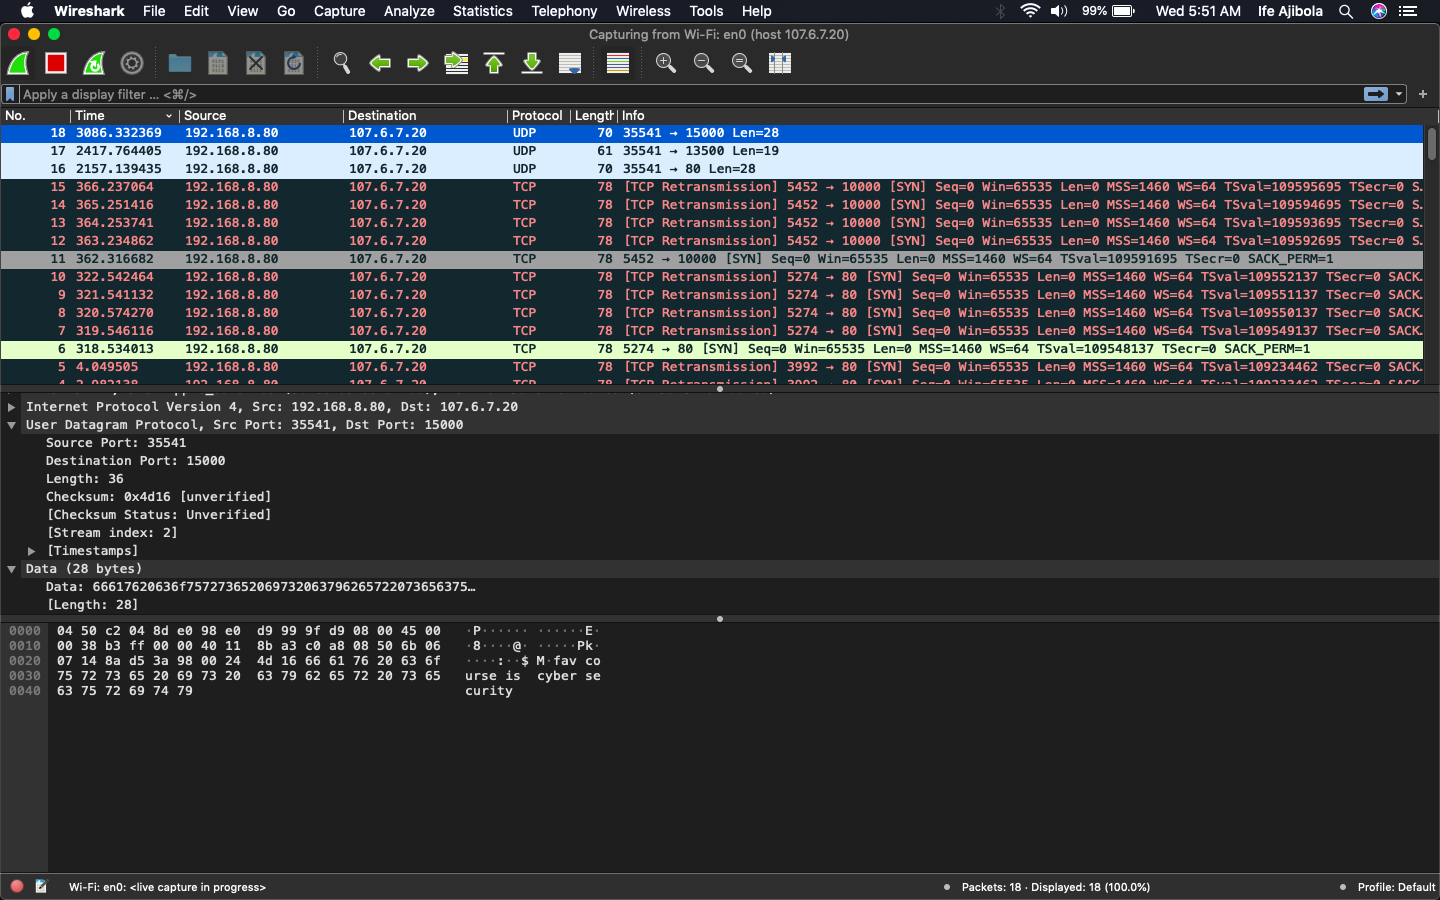 Wireshark File Edit View Go Capture Analyze Statistics Telephony Wireless Tools Help 99% Wed 5:51 AM Ife Ajibola
Capturing from Wi-Fi: en0 (host 107.6.7.20)
Apply a display filter ... <⌘/>
No. Time Source Destination Protocol Length Info
18 3086.332369 192.168.8.80 107.6.7.20 UDP 70 35541 → 15000 Len=28
17 2417.764405 192.168.8.80 107.6.7.20 UDP 61 35541 → 13500 Len=19
16 2157.139435 192.168.8.80 107.6.7.20 UDP 70 35541 → 80 Len=28
15 366.237064 192.168.8.80 107.6.7.20 TCP 78 [TCP Retransmission] 5452 → 10000 [SYN] Seq=0 Win=65535 Len=0 MSS=1460 WS=64 TSval=109595695 TSecr=0 S…
14 365.251416 192.168.8.80 107.6.7.20 TCP 78 [TCP Retransmission] 5452 → 10000 [SYN] Seq=0 Win=65535 Len=0 MSS=1460 WS=64 TSval=109594695 TSecr=0 S…
13 364.253741 192.168.8.80 107.6.7.20 TCP 78 [TCP Retransmission] 5452 → 10000 [SYN] Seq=0 Win=65535 Len=0 MSS=1460 WS=64 TSval=109593695 TSecr=0 S…
12 363.234862 192.168.8.80 107.6.7.20 TCP 78 [TCP Retransmission] 5452 → 10000 [SYN] Seq=0 Win=65535 Len=0 MSS=1460 WS=64 TSval=109592695 TSecr=0 S…
11 362.316682 192.168.8.80 107.6.7.20 TCP 78 5452 → 10000 [SYN] Seq=0 Win=65535 Len=0 MSS=1460 WS=64 TSval=109591695 TSecr=0 SACK_PERM=1
10 322.542464 192.168.8.80 107.6.7.20 TCP 78 [TCP Retransmission] 5274 → 80 [SYN] Seq=0 Win=65535 Len=0 MSS=1460 WS=64 TSval=109552137 TSecr=0 SACK…
9 321.541132 192.168.8.80 107.6.7.20 TCP 78 [TCP Retransmission] 5274 → 80 [SYN] Seq=0 Win=65535 Len=0 MSS=1460 WS=64 TSval=109551137 TSecr=0 SACK…
8 320.574270 192.168.8.80 107.6.7.20 TCP 78 [TCP Retransmission] 5274 → 80 [SYN] Seq=0 Win=65535 Len=0 MSS=1460 WS=64 TSval=109550137 TSecr=0 SACK…
7 319.546116 192.168.8.80 107.6.7.20 TCP 78 [TCP Retransmission] 5274 → 80 [SYN] Seq=0 Win=65535 Len=0 MSS=1460 WS=64 TSval=109549137 TSecr=0 SACK…
6 318.534013 192.168.8.80 107.6.7.20 TCP 78 5274 → 80 [SYN] Seq=0 Win=65535 Len=0 MSS=1460 WS=64 TSval=109548137 TSecr=0 SACK_PERM=1
5 4.049505 192.168.8.80 107.6.7.20 TCP 78 [TCP Retransmission] 3992 → 80 [SYN] Seq=0 Win=65535 Len=0 MSS=1460 WS=64 TSval=109234462 TSecr=0 SACK…
Internet Protocol Version 4, Src: 192.168.8.80, Dst: 107.6.7.20
User Datagram Protocol, Src Port: 35541, Dst Port: 15000
Source Port: 35541
Destination Port: 15000
Length: 36
Checksum: 0x4d16 [unverified]
[Checksum Status: Unverified]
[Stream index: 2]
[Timestamps]
Data (28 bytes)
Data: 66617620636f757273652069732063796265722073656375…
[Length: 28]
0000 04 50 c2 04 8d e0 98 e0 d9 99 9f d9 08 00 45 00 ·P······ ······E·
0010 00 38 b3 ff 00 00 40 11 8b a3 c0 a8 08 50 6b 06 ·8····@· ·····Pk·
0020 07 14 8a d5 3a 98 00 24 4d 16 66 61 76 20 63 6f ····:··$ M·fav co
0030 75 72 73 65 20 69 73 20 63 79 62 65 72 20 73 65 urse is cyber se
0040 63 75 72 69 74 79 curity
Wi-Fi: en0: <live capture in progress> Packets: 18 · Displayed: 18 (100.0%) Profile: Default